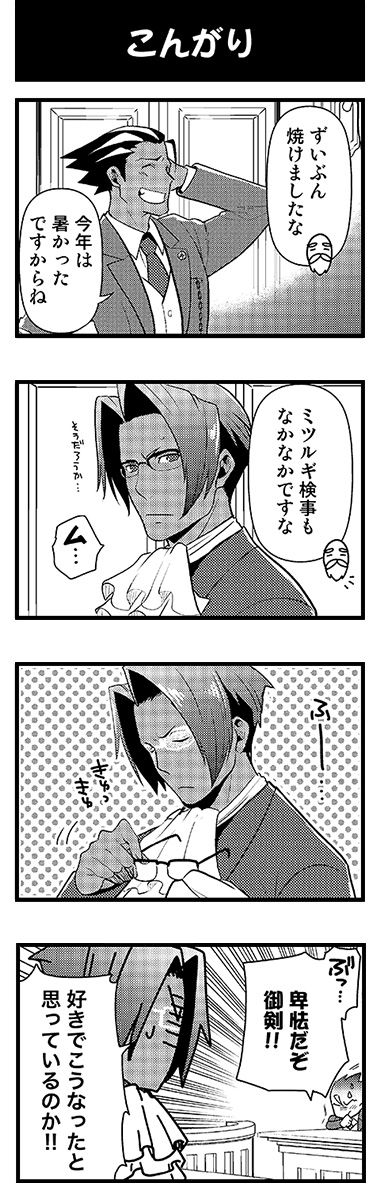 こんがり
ずいぶん
焼けましたな
今年は
暑かった
ですからね
ミツルギ検事も
なかなかですな
そうだろうか…
ム…
ふーー…
きゅっ
きゅっ
ぶっ…
卑怯だぞ
御剣!!
好きでこうなったと
思っているのか!!